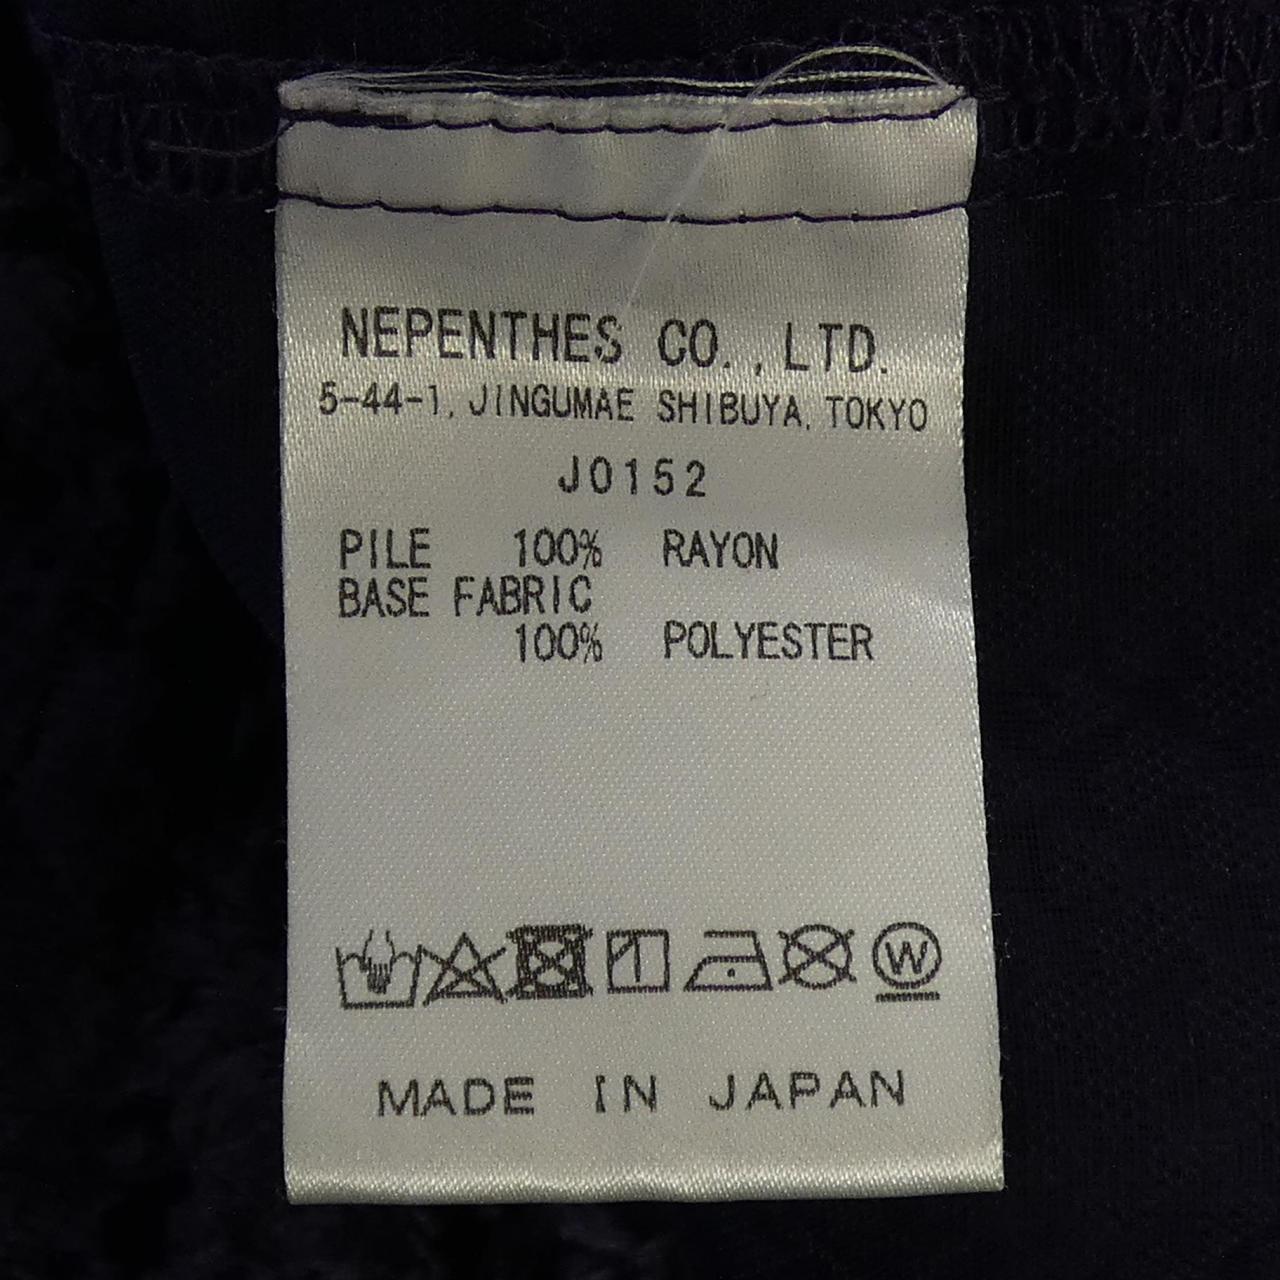 NEPENTHES CO., LTD.
5-44-1, JINGUMAE SHIBUYA, TOKYO
J0152
PILE 100% RAYON
BASE FABRIC
100% POLYESTER
W
MADE IN JAPAN